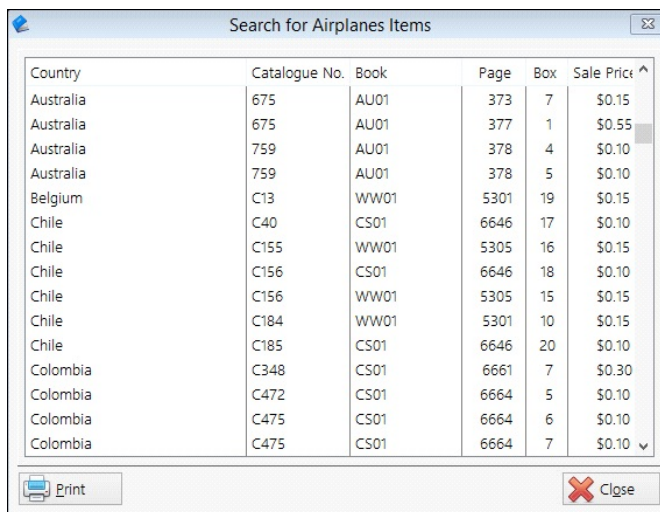 Search for Airplanes Items
Country Catalogue No. Book Page Box Sale Price
Australia 675 AU01 373 7 $0.15
Australia 675 AU01 377 1 $0.55
Australia 759 AU01 378 4 $0.10
Australia 759 AU01 378 5 $0.10
Belgium C13 WW01 5301 19 $0.15
Chile C40 CS01 6646 17 $0.10
Chile C155 WW01 5305 16 $0.15
Chile C156 CS01 6646 18 $0.10
Chile C156 WW01 5305 15 $0.15
Chile C184 WW01 5301 10 $0.15
Chile C185 CS01 6646 20 $0.10
Colombia C348 CS01 6661 7 $0.30
Colombia C472 CS01 6664 5 $0.10
Colombia C475 CS01 6664 6 $0.10
Colombia C475 CS01 6664 7 $0.10
Print Close